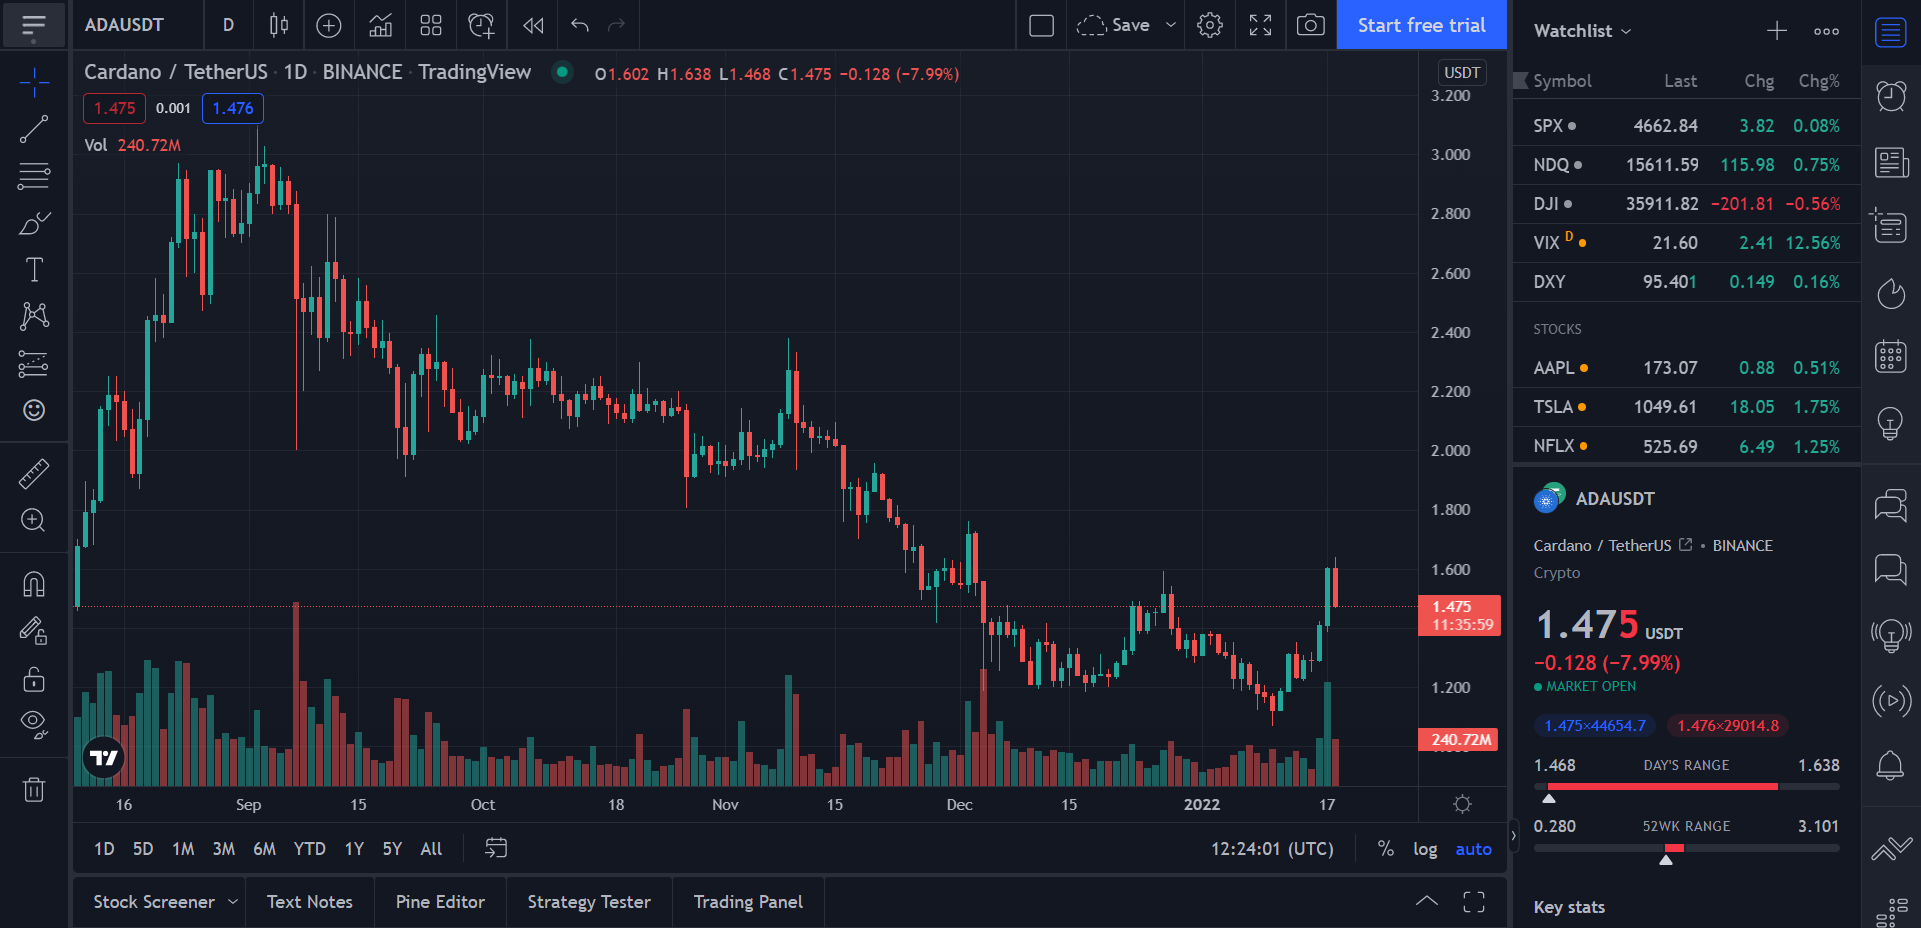 ADAUSDT D Save Start free trial
Cardano / TetherUS · 1D · BINANCE · TradingView O1.602 H1.638 L1.468 C1.475 −0.128 (−7.99%)
1.475 0.001 1.476
Vol 240.72M
USDT
3.200
3.000
2.800
2.600
2.400
2.200
2.000
1.800
1.600
1.475
11:35:59
1.200
240.72M
16 Sep 15 Oct 18 Nov 15 Dec 15 2022 17
1D 5D 1M 3M 6M YTD 1Y 5Y All 12:24:01 (UTC) % log auto
Stock Screener Text Notes Pine Editor Strategy Tester Trading Panel
Watchlist
Symbol Last Chg Chg%
SPX 4662.84 3.82 0.08%
NDQ 15611.59 115.98 0.75%
DJI 35911.82 −201.81 −0.56%
VIX D 21.60 2.41 12.56%
DXY 95.401 0.149 0.16%
STOCKS
AAPL 173.07 0.88 0.51%
TSLA 1049.61 18.05 1.75%
NFLX 525.69 6.49 1.25%
ADAUSDT
Cardano / TetherUS • BINANCE
Crypto
1.475 USDT
−0.128 (−7.99%)
MARKET OPEN
1.475×44654.7 1.476×29014.8
1.468 DAY'S RANGE 1.638
0.280 52WK RANGE 3.101
Key stats